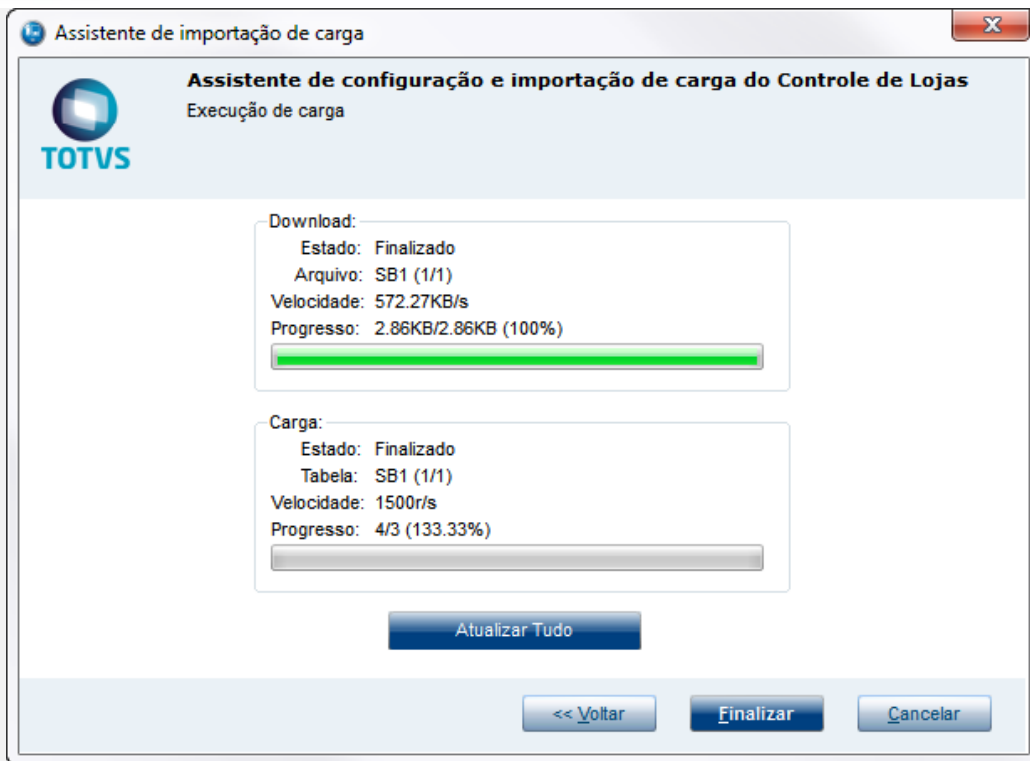 Assistente de importação de carga
Assistente de configuração e importação de carga do Controle de Lojas
Execução de carga
TOTVS
Download:
Estado: Finalizado
Arquivo: SB1 (1/1)
Velocidade: 572.27KB/s
Progresso: 2.86KB/2.86KB (100%)
Carga:
Estado: Finalizado
Tabela: SB1 (1/1)
Velocidade: 1500r/s
Progresso: 4/3 (133.33%)
Atualizar Tudo
<< Voltar Finalizar Cancelar